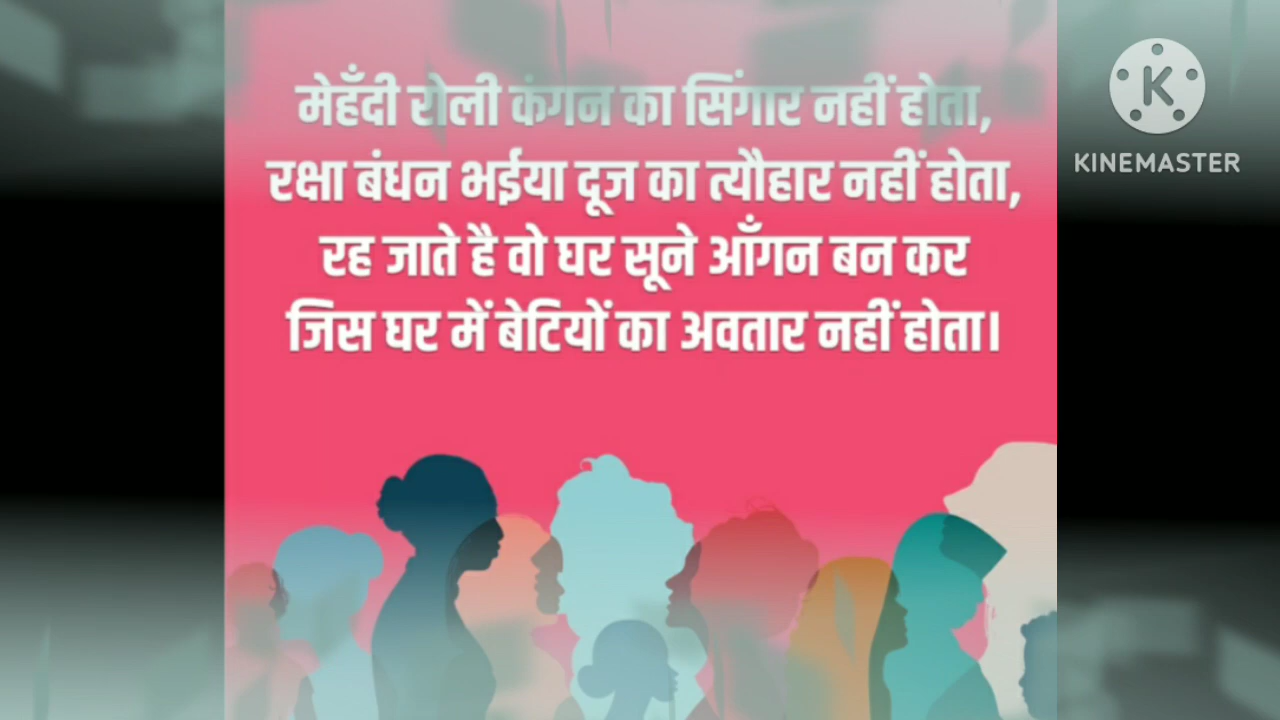 मेहँदी रोली कंगन का सिंगार नहीं होता,
रक्षा बंधन भईया दूज का त्यौहार नहीं होता,
रह जाते है वो घर सूने आँगन बन कर
जिस घर में बेटियों का अवतार नहीं होता।
K
KINEMASTER